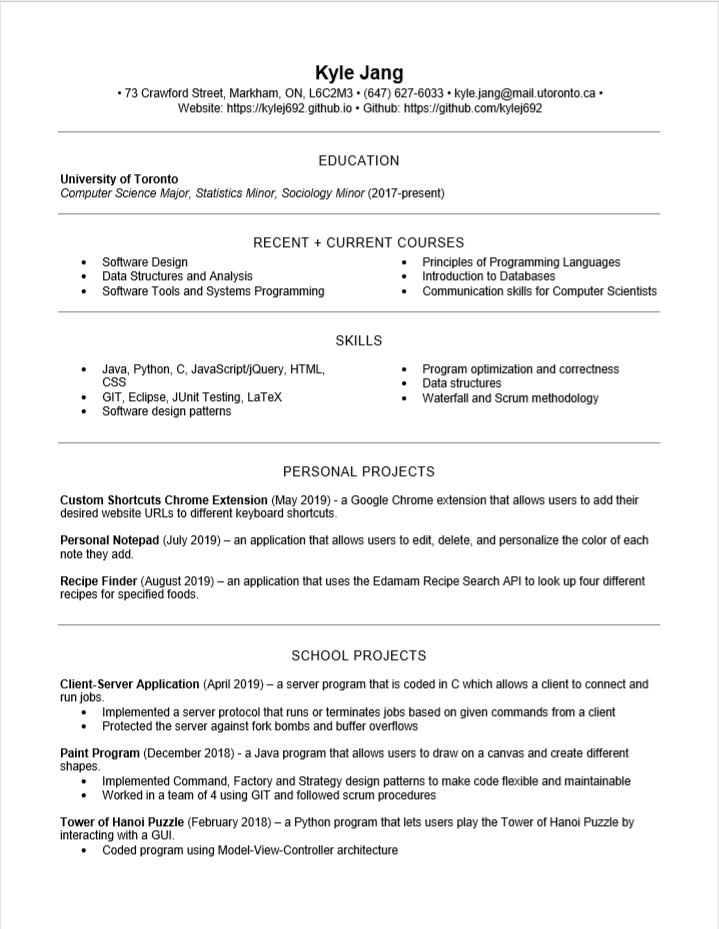 Kyle Jang
• 73 Crawford Street, Markham, ON, L6C2M3 • (647) 627-6033 • kyle.jang@mail.utoronto.ca •
Website: https://kylej692.github.io • Github: https://github.com/kylej692
EDUCATION
University of Toronto
Computer Science Major, Statistics Minor, Sociology Minor (2017-present)
RECENT + CURRENT COURSES
• Software Design
• Data Structures and Analysis
• Software Tools and Systems Programming
• Principles of Programming Languages
• Introduction to Databases
• Communication skills for Computer Scientists
SKILLS
• Java, Python, C, JavaScript/jQuery, HTML,
CSS
• GIT, Eclipse, JUnit Testing, LaTeX
• Software design patterns
• Program optimization and correctness
• Data structures
• Waterfall and Scrum methodology
PERSONAL PROJECTS
Custom Shortcuts Chrome Extension (May 2019) - a Google Chrome extension that allows users to add their
desired website URLs to different keyboard shortcuts.
Personal Notepad (July 2019) – an application that allows users to edit, delete, and personalize the color of each
note they add.
Recipe Finder (August 2019) – an application that uses the Edamam Recipe Search API to look up four different
recipes for specified foods.
SCHOOL PROJECTS
Client-Server Application (April 2019) – a server program that is coded in C which allows a client to connect and
run jobs.
• Implemented a server protocol that runs or terminates jobs based on given commands from a client
• Protected the server against fork bombs and buffer overflows
Paint Program (December 2018) - a Java program that allows users to draw on a canvas and create different
shapes.
• Implemented Command, Factory and Strategy design patterns to make code flexible and maintainable
• Worked in a team of 4 using GIT and followed scrum procedures
Tower of Hanoi Puzzle (February 2018) – a Python program that lets users play the Tower of Hanoi Puzzle by
interacting with a GUI.
• Coded program using Model-View-Controller architecture